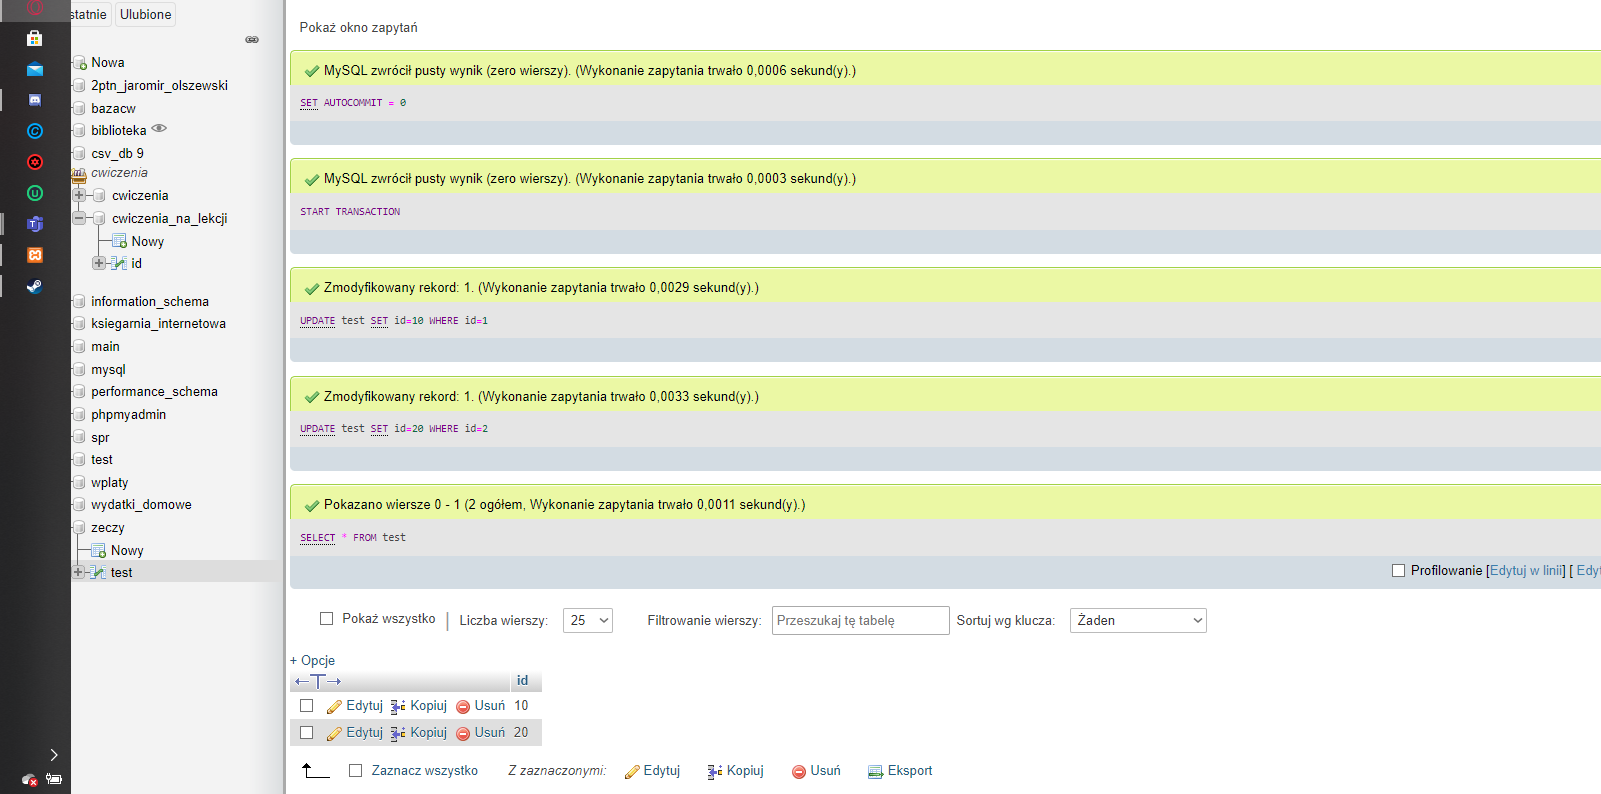 statnie Ulubione
Nowa
2ptn_jaromir_olszewski
bazacw
biblioteka
csv_db 9
cwiczenia
cwiczenia
cwiczenia_na_lekcji
Nowy
id
information_schema
ksiegarnia_internetowa
main
mysql
performance_schema
phpmyadmin
spr
test
wplaty
wydatki_domowe
zeczy
Nowy
test
Pokaż okno zapytań
MySQL zwrócił pusty wynik (zero wierszy). (Wykonanie zapytania trwało 0,0006 sekund(y).)
SET AUTOCOMMIT = 0
MySQL zwrócił pusty wynik (zero wierszy). (Wykonanie zapytania trwało 0,0003 sekund(y).)
START TRANSACTION
Zmodyfikowany rekord: 1. (Wykonanie zapytania trwało 0,0029 sekund(y).)
UPDATE test SET id=10 WHERE id=1
Zmodyfikowany rekord: 1. (Wykonanie zapytania trwało 0,0033 sekund(y).)
UPDATE test SET id=20 WHERE id=2
Pokazano wiersze 0 - 1 (2 ogółem, Wykonanie zapytania trwało 0,0011 sekund(y).)
SELECT * FROM test
Profilowanie [Edytuj w linii] [ Edyt
Pokaż wszystko | Liczba wierszy: 25 Filtrowanie wierszy: Przeszukaj tę tabelę Sortuj wg klucza: Żaden
+ Opcje
←T→ id
Edytuj Kopiuj Usuń 10
Edytuj Kopiuj Usuń 20
Zaznacz wszystko Z zaznaczonymi: Edytuj Kopiuj Usuń Eksport